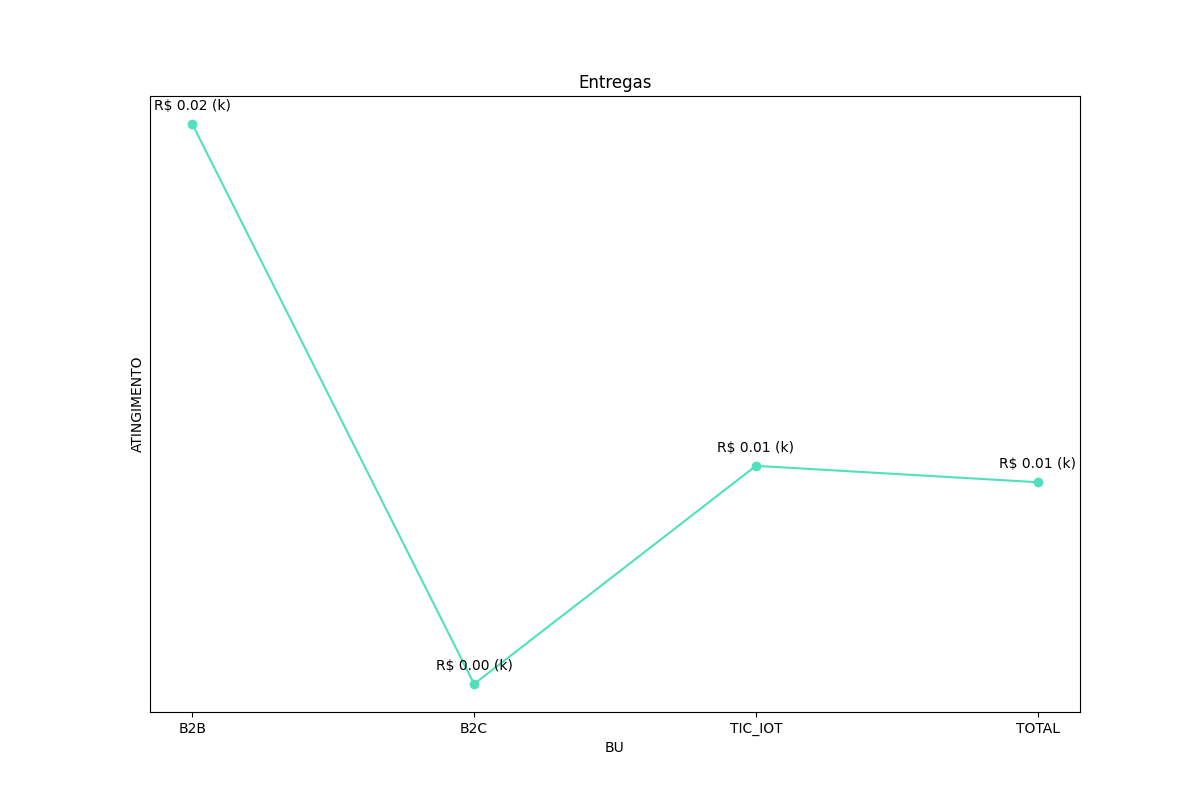 Entregas
R$ 0.02 (k)
R$ 0.01 (k)
R$ 0.01 (k)
R$ 0.00 (k)
ATINGIMENTO
B2B B2C TIC_IOT TOTAL
BU